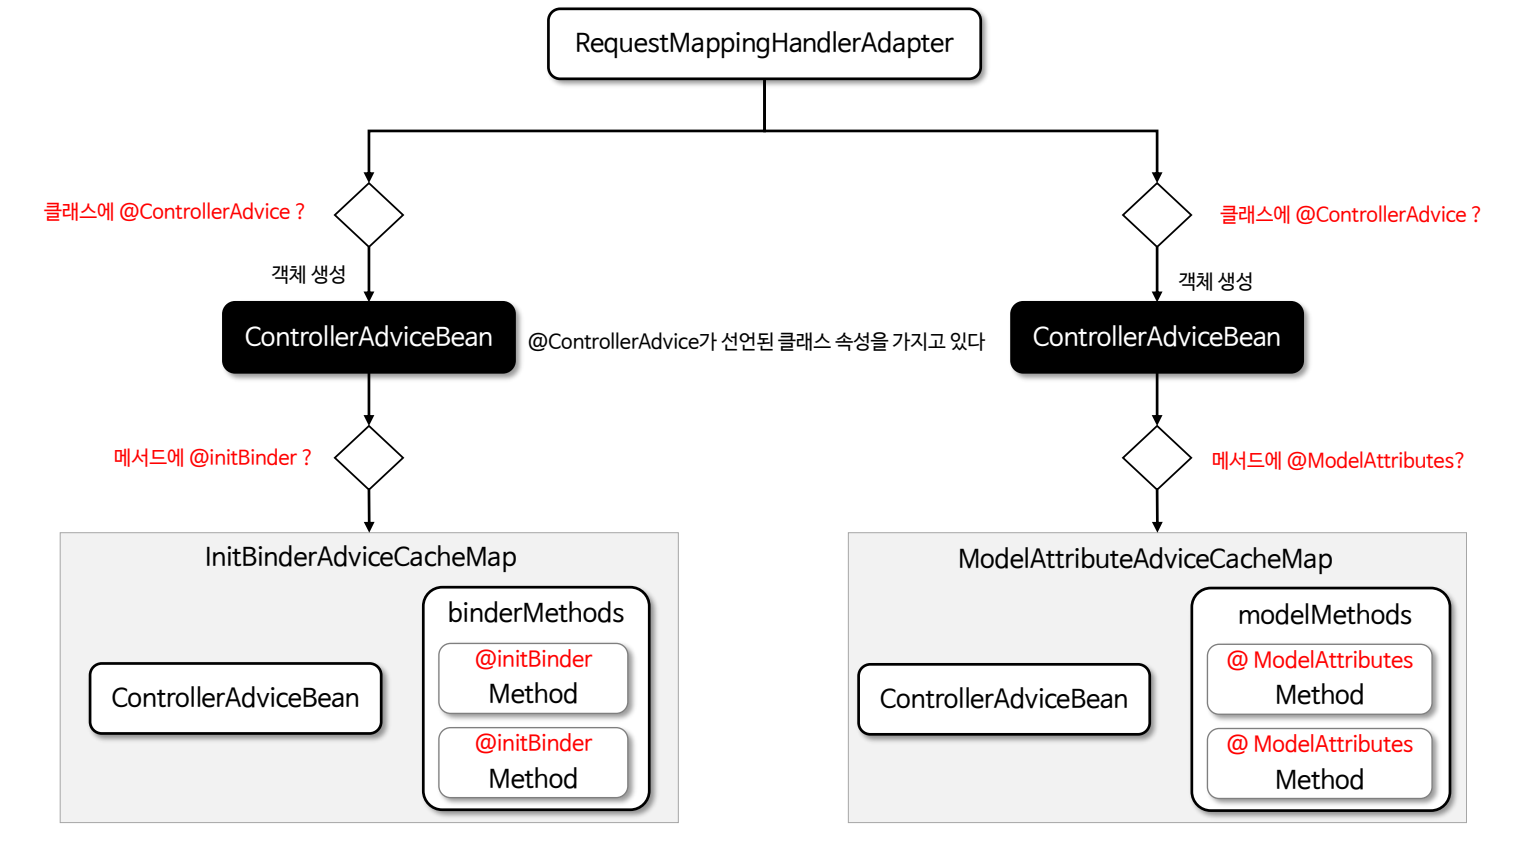 RequestMappingHandlerAdapter
클래스에 @ControllerAdvice ?
클래스에 @ControllerAdvice ?
객체 생성
객체 생성
ControllerAdviceBean
@ControllerAdvice가 선언된 클래스 속성을 가지고 있다
ControllerAdviceBean
메서드에 @initBinder ?
메서드에 @ModelAttributes?
InitBinderAdviceCacheMap
binderMethods
@initBinder
Method
ControllerAdviceBean
@initBinder
Method
ModelAttributeAdviceCacheMap
modelMethods
@ ModelAttributes
Method
ControllerAdviceBean
@ ModelAttributes
Method